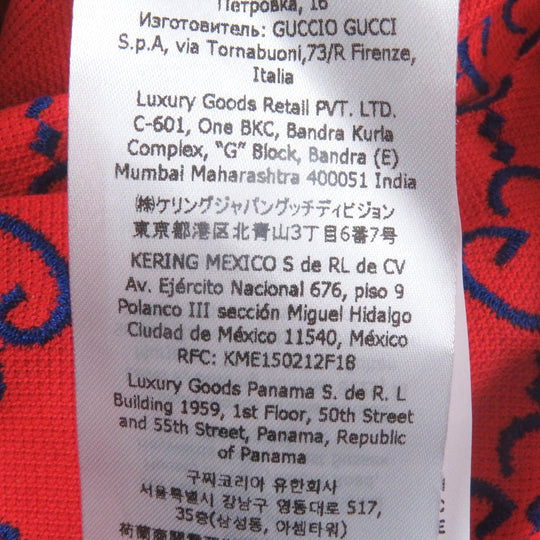 Петровка, 16
Изготовитель: GUCCIO GUCCI
S.p.A, via Tornabuoni,73/R Firenze,
Italia
Luxury Goods Retail PVT. LTD.
C-601, One BKC, Bandra Kurla
Complex, "G" Block, Bandra (E)
Mumbai Maharashtra 400051 India
㈱ケリングジャパングッチディビジョン
東京都港区北青山3丁目6番7号
KERING MEXICO S de RL de CV
Av. Ejército Nacional 676, piso 9
Polanco III sección Miguel Hidalgo
Ciudad de México 11540, México
RFC: KME150212F18
Luxury Goods Panama S. de R. L
Building 1959, 1st Floor, 50th Street
and 55th Street, Panama, Republic
of Panama
구찌코리아 유한회사
서울특별시 강남구 영동대로 517,
35층(삼성동, 아셈타워)